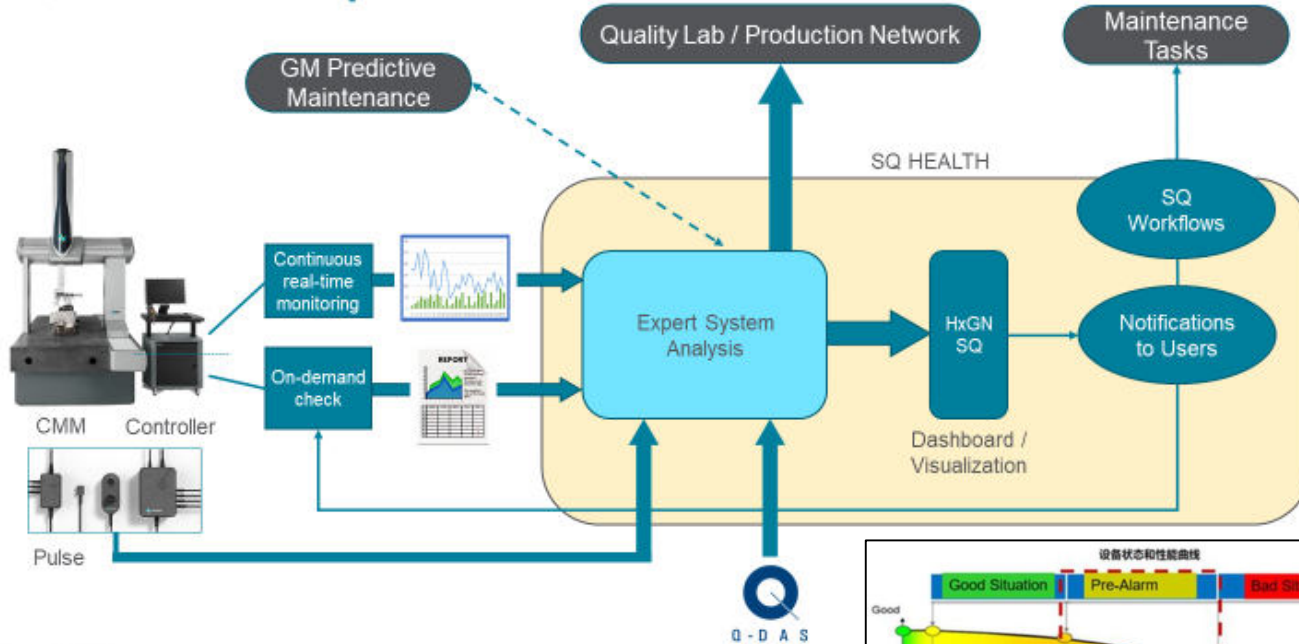 Quality Lab / Production Network
Maintenance
Tasks
GM Predictive
Maintenance
SQ HEALTH
SQ
Workflows
Continuous
real-time
monitoring
Expert System
Analysis
HxGN
SQ
Notifications
to Users
REPORT
On-demand
check
CMM
Controller
Dashboard /
Visualization
Pulse
Q-DAS
设备状态和性能曲线
Good Situation
Pre-Alarm
Bad Sit
Good